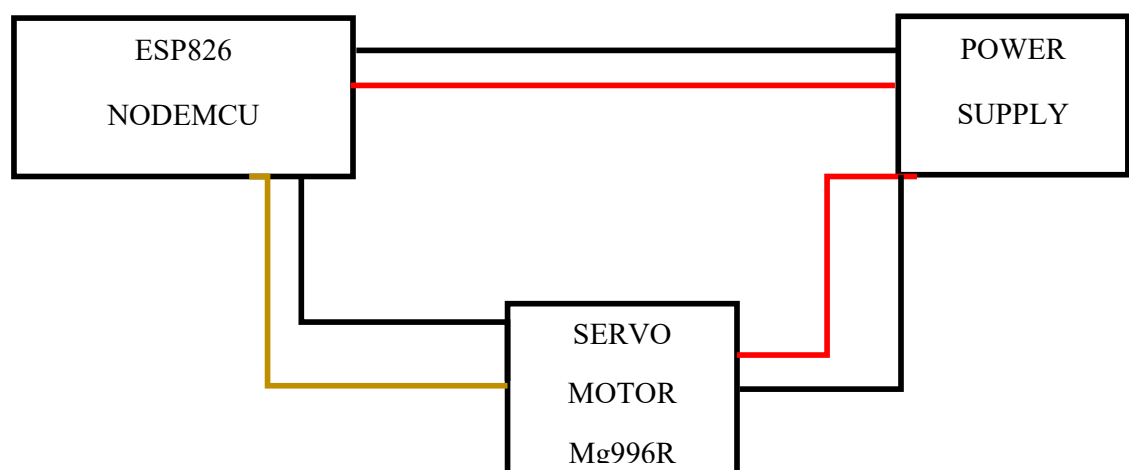 ESP826
NODEMCU
POWER
SUPPLY
SERVO
MOTOR
Mg996R